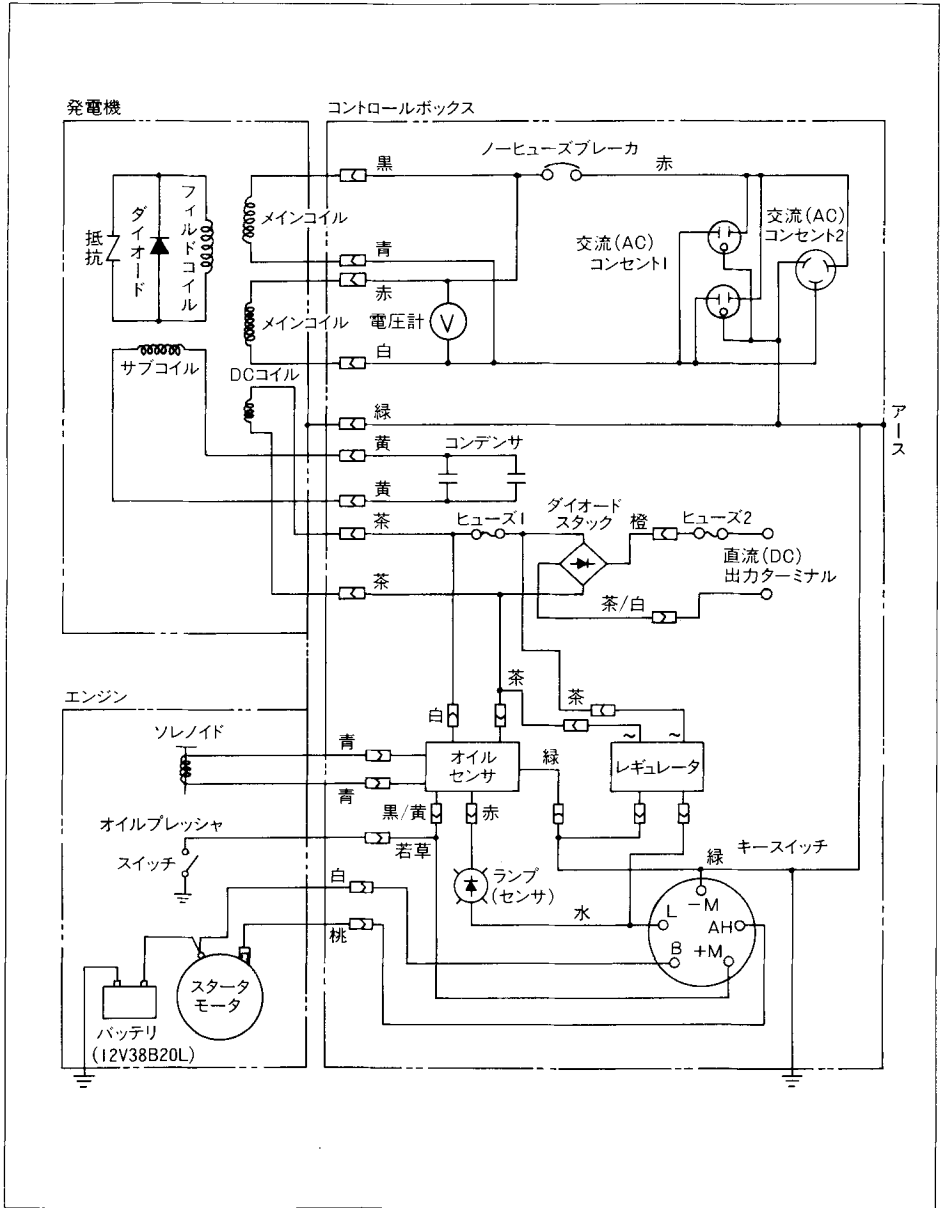 発電機
コントロールボックス
黒
ノーヒューズブレーカ
赤
抵抗
ダイオード
フィルドコイル
メインコイル
交流(AC)
コンセント1
交流(AC)
コンセント2
青
赤
メインコイル
電圧計
V
白
サブコイル
DCコイル
緑
アース
黄
コンデンサ
黄
茶
ヒューズ1
ダイオード
スタック
橙
ヒューズ2
直流(DC)
出力ターミナル
茶
茶/白
エンジン
茶
茶
白
ソレノイド
青
オイル
センサ
緑
~
~
レギュレータ
青
黒/黄
赤
オイルプレッシャ
スイッチ
若草
ランプ
(センサ)
キースイッチ
緑
-M
白
水
L
AH
B
+M
桃
スタータ
モータ
バッテリ
(12V38B20L)